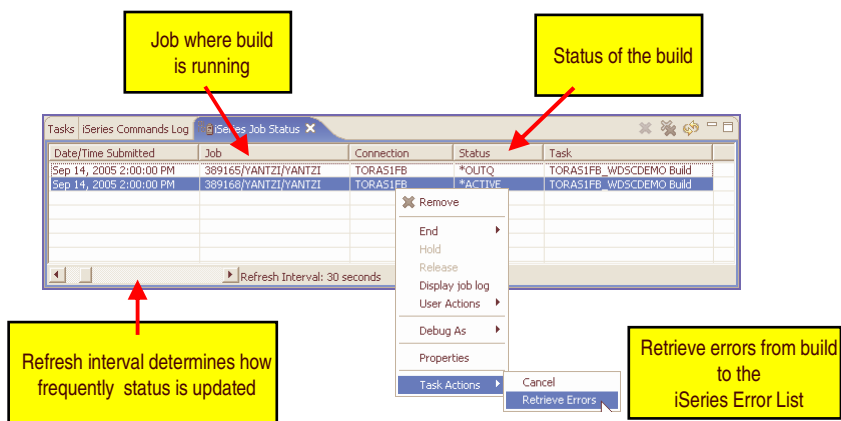 Job where build
is running
Status of the build
Tasks iSeries Commands Log iSeries Job Status
Date/Time Submitted Job Connection Status Task
Sep 14, 2005 2:00:00 PM 389165/YANTZI/YANTZI TORAS1FB *OUTQ TORAS1FB_WDSCDEMO Build
Sep 14, 2005 2:00:00 PM 389168/YANTZI/YANTZI TORAS1FB *ACTIVE TORAS1FB_WDSCDEMO Build
Remove
End
Hold
Release
Display job log
User Actions
Debug As
Properties
Task Actions
Cancel
Retrieve Errors
Refresh Interval: 30 seconds
Refresh interval determines how
frequently status is updated
Retrieve errors from build
to the
iSeries Error List